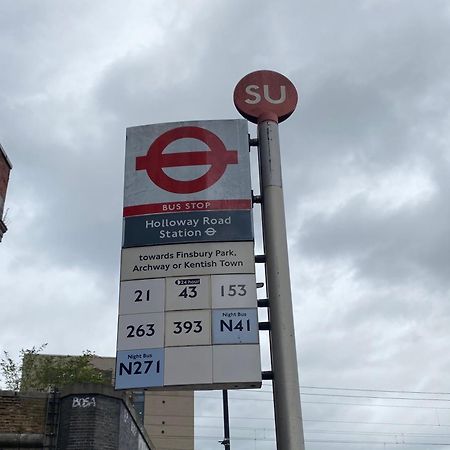 SU
BUS STOP
Holloway Road
Station
towards Finsbury Park,
Archway or Kentish Town
24 hour
21 43 153
Night Bus
263 393 N41
Night Bus
N271
BOSA